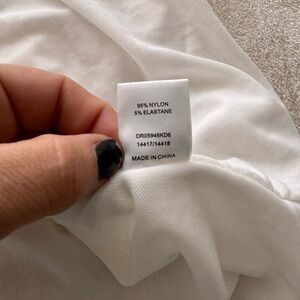 95% NYLON
5% ELASTANE
DR05946KD6
14417/14418
MADE IN CHINA